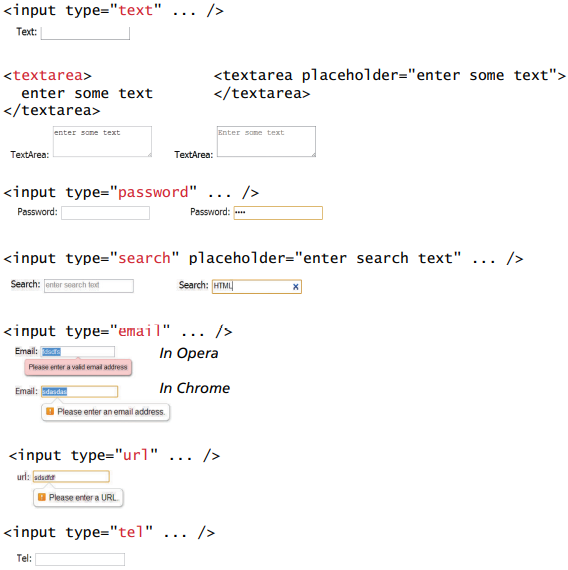 <input type="text" ... />
Text:
<textarea> <textarea placeholder="enter some text">
enter some text </textarea>
</textarea>
enter some text Enter some text
TextArea: TextArea:
<input type="password" ... />
Password: Password: ••••
<input type="search" placeholder="enter search text" ... />
Search: enter search text Search: HTML x
<input type="email" ... />
Email: In Opera
Please enter a valid email address
In Chrome
Email: sdasdas
! Please enter an email address.
<input type="url" ... />
url: sdsdfdf
! Please enter a URL.
<input type="tel" ... />
Tel: